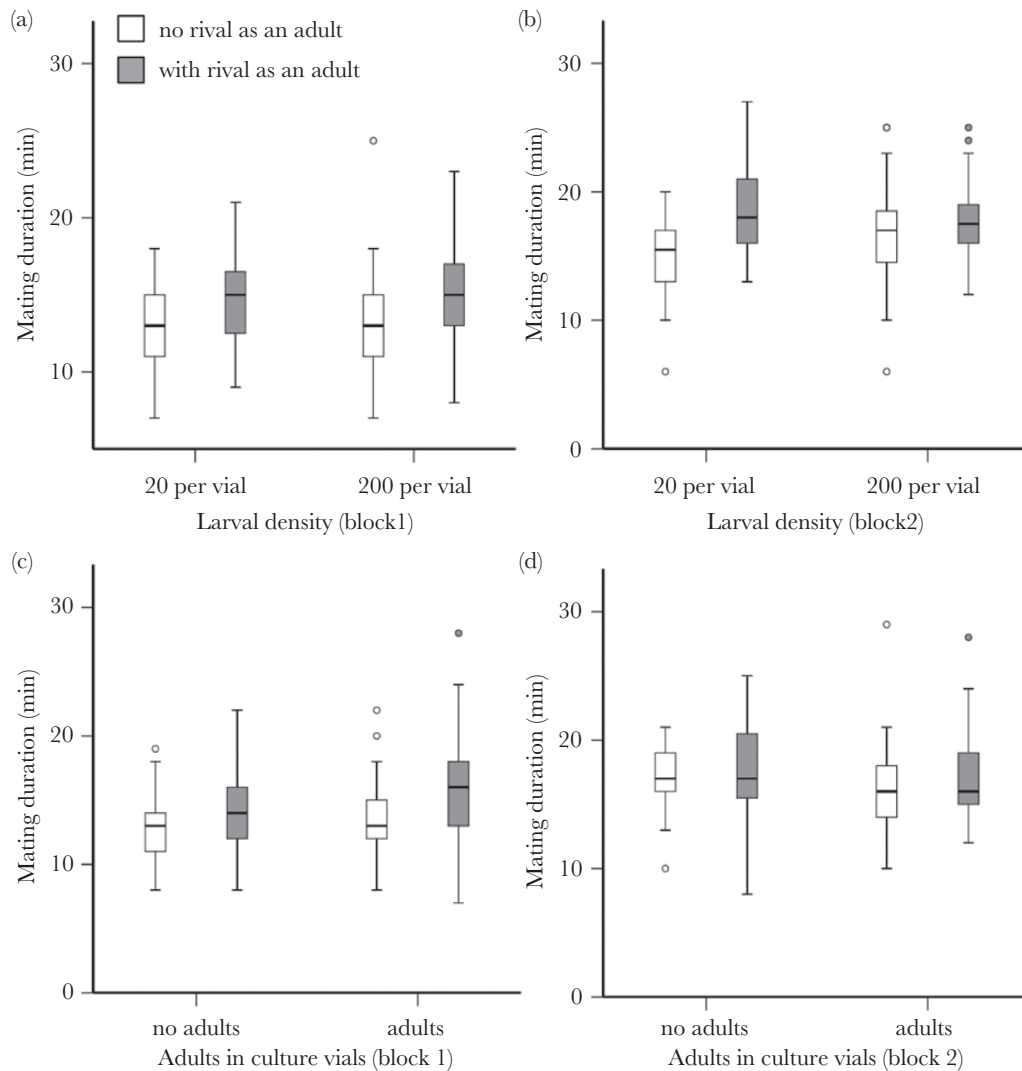 (a)
no rival as an adult
with rival as an adult
30
20
10
Mating duration (min)
20 per vial 200 per vial
Larval density (block1)
(b)
30
20
10
0
Mating duration (min)
20 per vial 200 per vial
Larval density (block2)
(c)
30
20
10
0
Mating duration (min)
no adults adults
Adults in culture vials (block 1)
(d)
30
20
10
0
Mating duration (min)
no adults adults
Adults in culture vials (block 2)